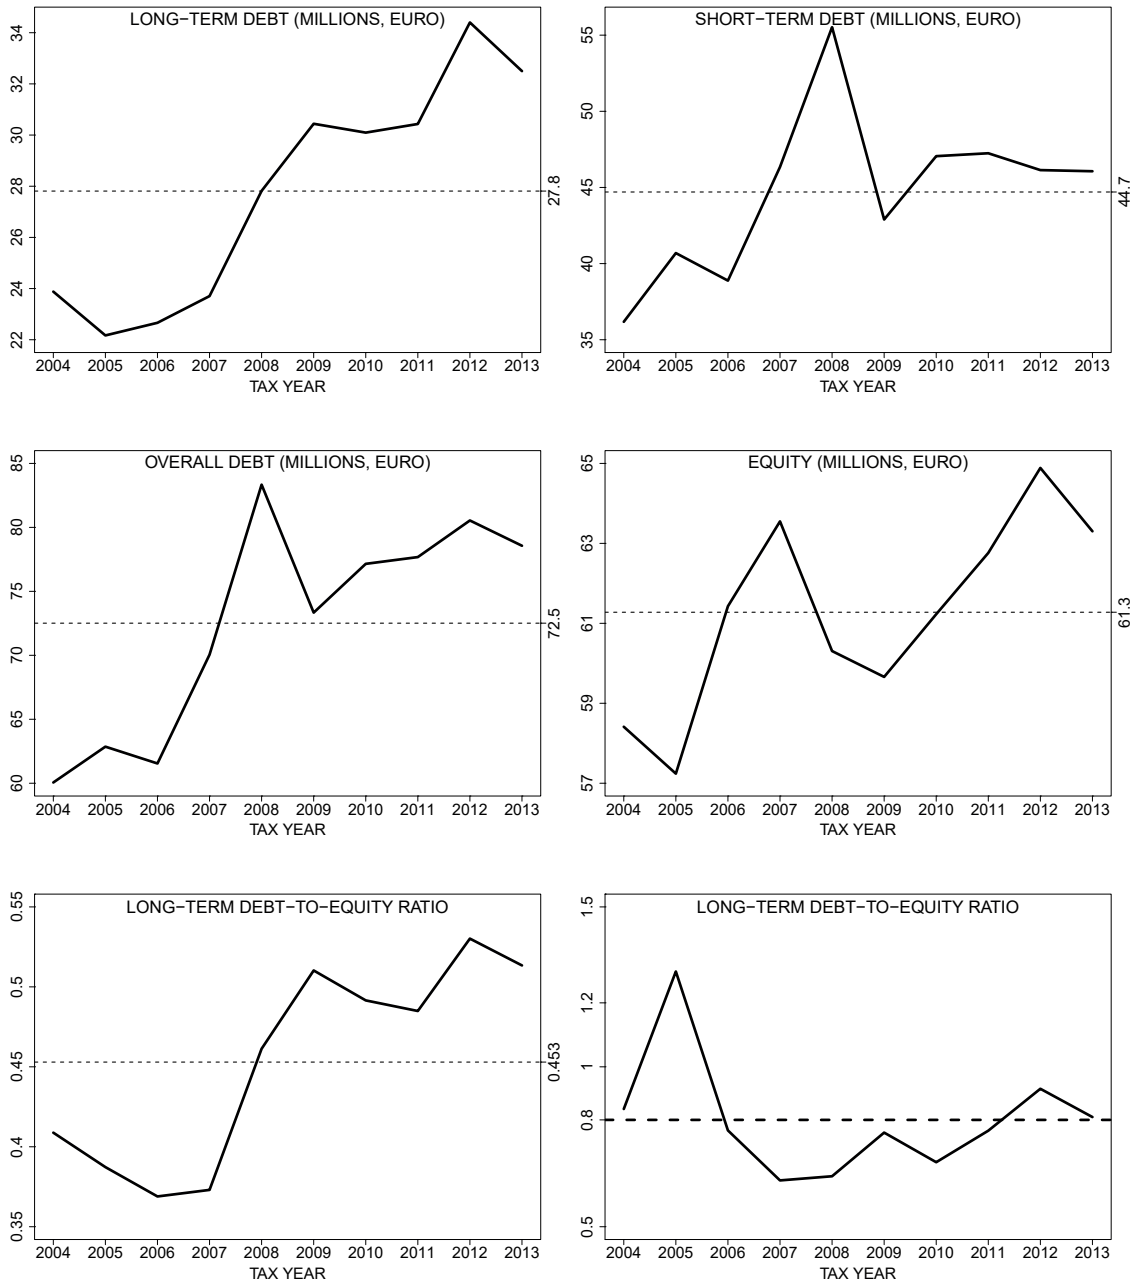 LONG−TERM DEBT (MILLIONS, EURO)
34
32
30
28
26
24
22
27.8
2004 2005 2006 2007 2008 2009 2010 2011 2012 2013
TAX YEAR
SHORT−TERM DEBT (MILLIONS, EURO)
55
50
45
40
35
44.7
2004 2005 2006 2007 2008 2009 2010 2011 2012 2013
TAX YEAR
OVERALL DEBT (MILLIONS, EURO)
85
80
75
70
65
60
72.5
2004 2005 2006 2007 2008 2009 2010 2011 2012 2013
TAX YEAR
EQUITY (MILLIONS, EURO)
65
63
61
59
57
61.3
2004 2005 2006 2007 2008 2009 2010 2011 2012 2013
TAX YEAR
LONG−TERM DEBT−TO−EQUITY RATIO
0.55
0.5
0.45
0.4
0.35
0.453
2004 2005 2006 2007 2008 2009 2010 2011 2012 2013
TAX YEAR
LONG−TERM DEBT−TO−EQUITY RATIO
1.5
1.2
1
0.8
0.5
2004 2005 2006 2007 2008 2009 2010 2011 2012 2013
TAX YEAR